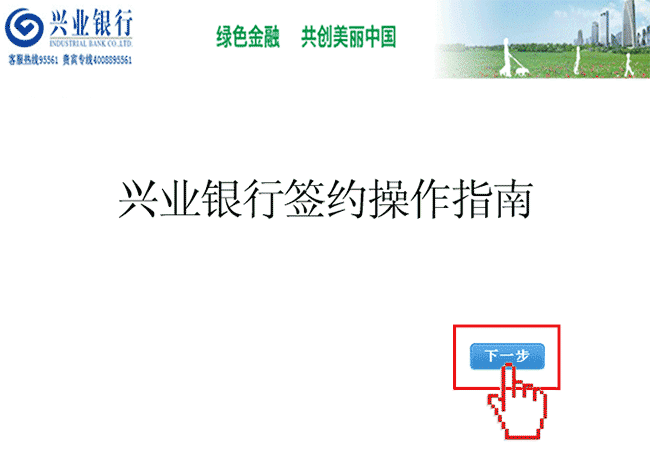 兴业银行
INDUSTRIAL BANK CO.,LTD.
客服热线95561 贵宾专线4008895561
绿色金融 共创美丽中国
兴业银行签约操作指南
下一步